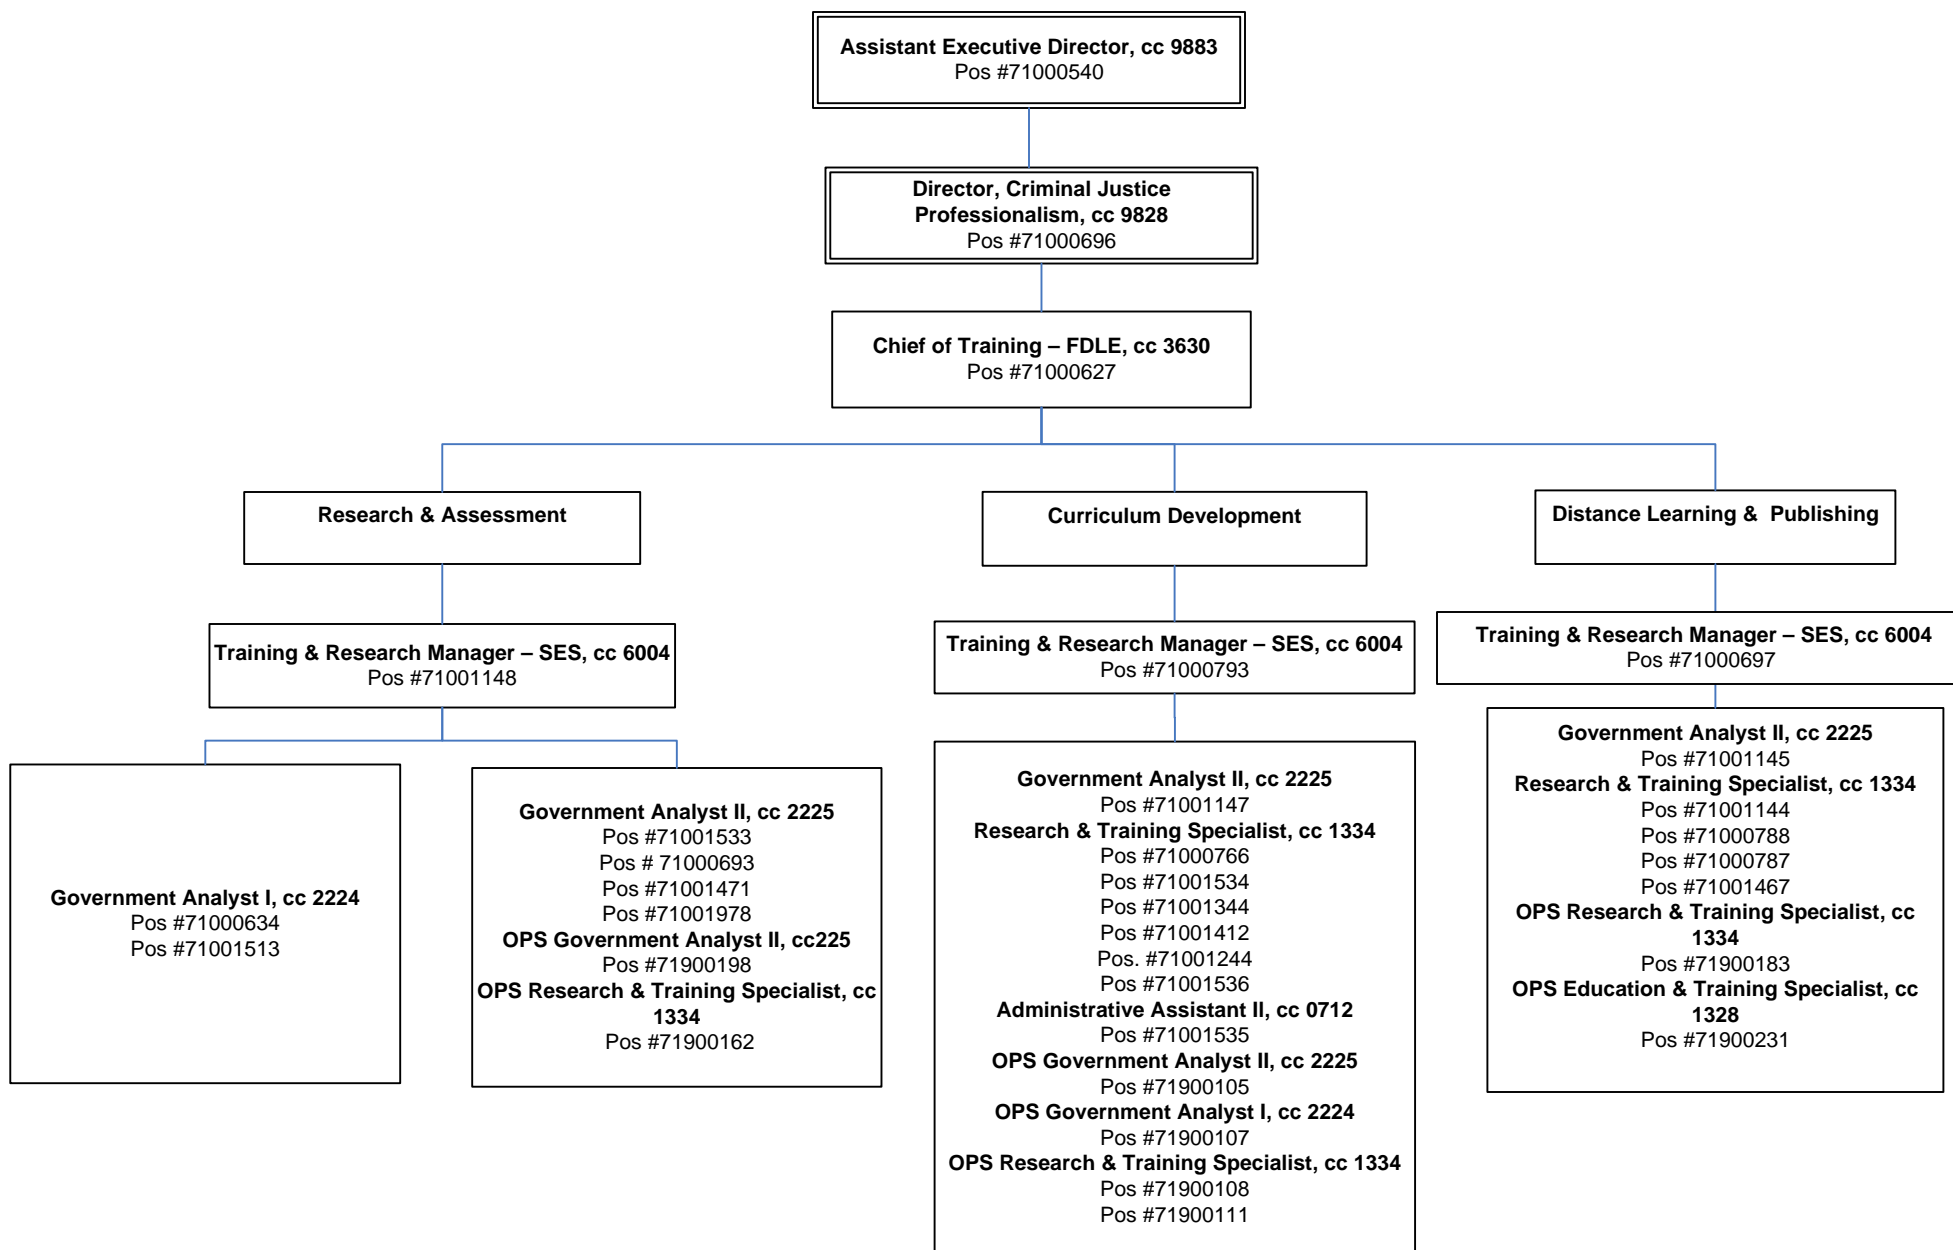 Assistant Executive Director, cc 9883
Pos #71000540
Director, Criminal Justice
Professionalism, cc 9828
Pos #71000696
Chief of Training – FDLE, cc 3630
Pos #71000627
Research & Assessment
Curriculum Development
Distance Learning &  Publishing
Training & Research Manager – SES, cc 6004
Pos #71001148
Training & Research Manager – SES, cc 6004
Pos #71000793
Training & Research Manager – SES, cc 6004
Pos #71000697
Government Analyst I, cc 2224
Pos #71000634
Pos #71001513
Government Analyst II, cc 2225
Pos #71001533
Pos # 71000693
Pos #71001471
Pos #71001978
OPS Government Analyst II, cc225
Pos #71900198
OPS Research & Training Specialist, cc
1334
Pos #71900162
Government Analyst II, cc 2225
Pos #71001147
Research & Training Specialist, cc 1334
Pos #71000766
Pos #71001534
Pos #71001344
Pos #71001412
Pos. #71001244
Pos #71001536
Administrative Assistant II, cc 0712
Pos #71001535
OPS Government Analyst II, cc 2225
Pos #71900105
OPS Government Analyst I, cc 2224
Pos #71900107
OPS Research & Training Specialist, cc 1334
Pos #71900108
Pos #71900111
Government Analyst II, cc 2225
Pos #71001145
Research & Training Specialist, cc 1334
Pos #71001144
Pos #71000788
Pos #71000787
Pos #71001467
OPS Research & Training Specialist, cc
1334
Pos #71900183
OPS Education & Training Specialist, cc
1328
Pos #71900231